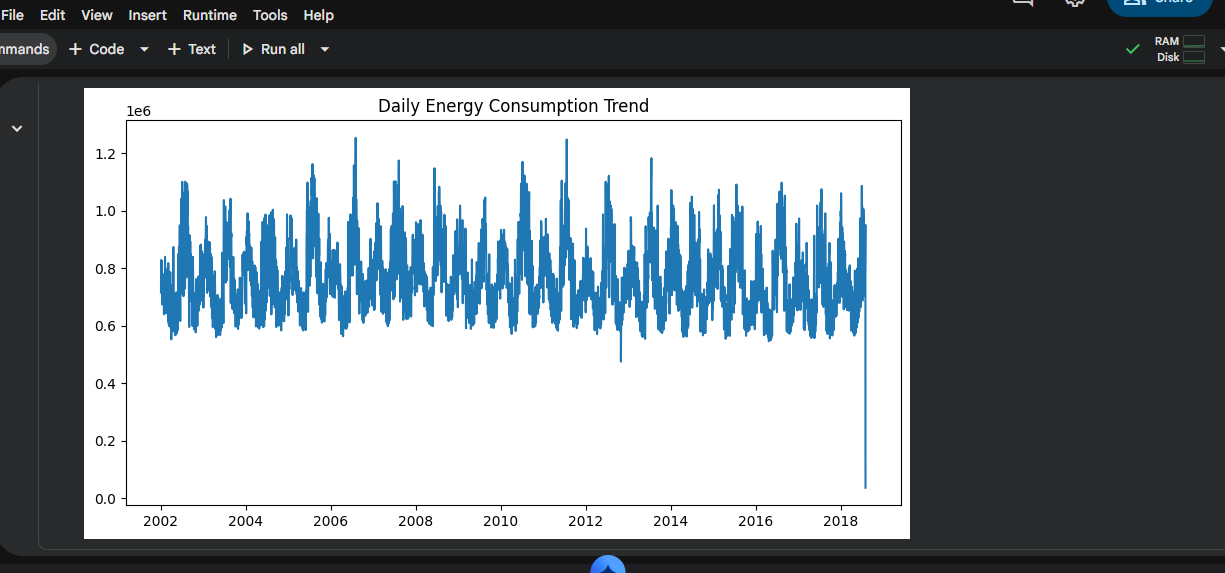 File Edit View Insert Runtime Tools Help
+ Code + Text Run all
RAM
Disk
Daily Energy Consumption Trend
1e6
1.2
1.0
0.8
0.6
0.4
0.2
0.0
2002 2004 2006 2008 2010 2012 2014 2016 2018